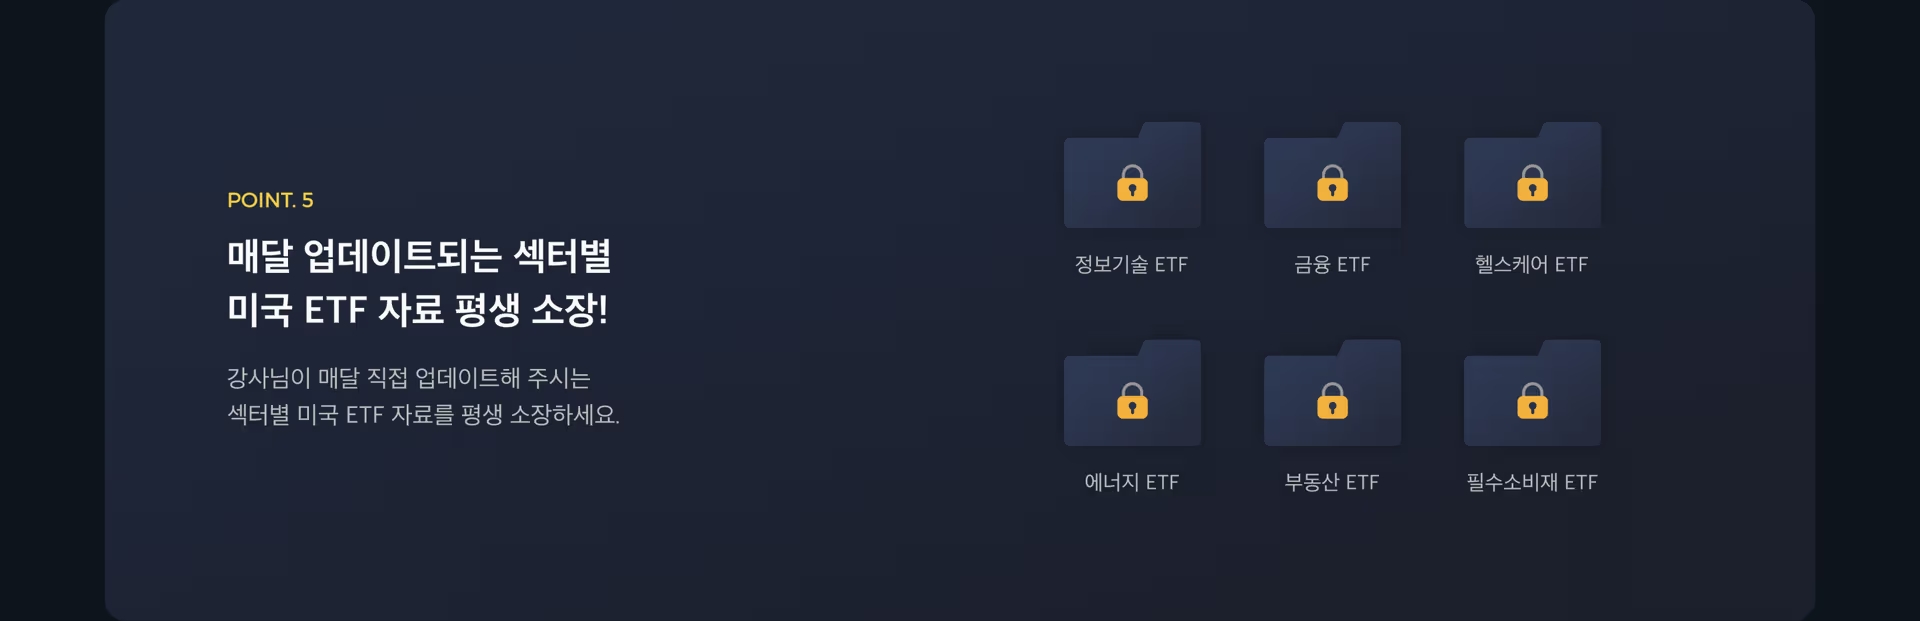 POINT. 5
매달 업데이트되는 섹터별
미국 ETF 자료 평생 소장!
강사님이 매달 직접 업데이트해 주시는
섹터별 미국 ETF 자료를 평생 소장하세요.
정보기술 ETF
금융 ETF
헬스케어 ETF
에너지 ETF
부동산 ETF
필수소비재 ETF